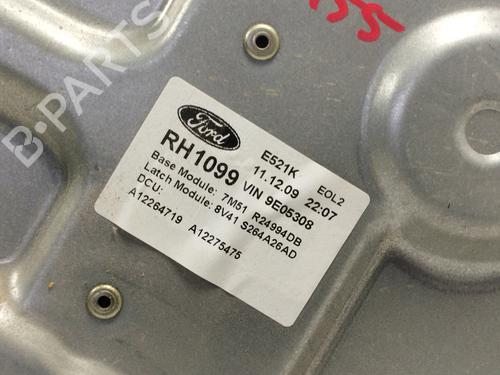 B-PARTS
Ford
E521K
EOL2
RH1099
11.12.09 22:07
VIN 9E05308
Base Module: 7M51 R24994DB
Latch Module: 8V41 S264A26AD
DCU:
A12264719 A12275475